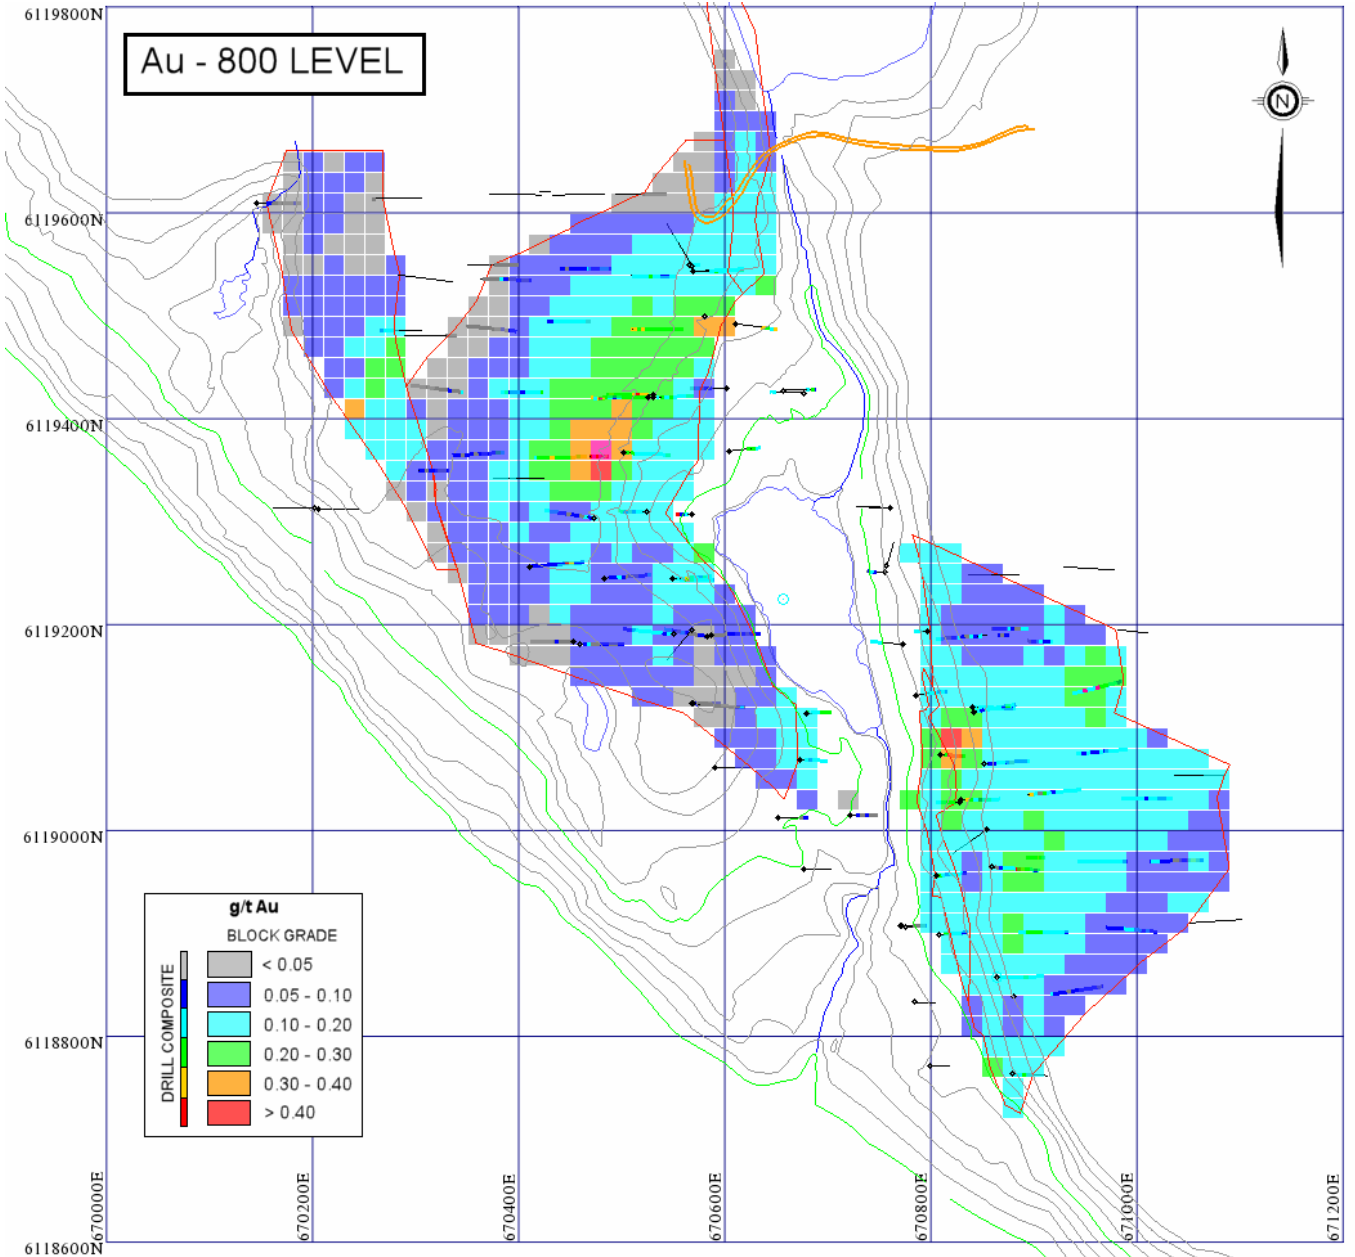 6119800N
Au - 800 LEVEL
N
6119600N
6119400N
6119200N
6119000N
g/t Au
BLOCK GRADE
DRILL COMPOSITE
< 0.05
0.05 - 0.10
0.10 - 0.20
0.20 - 0.30
0.30 - 0.40
> 0.40
6118800N
6118600N
670000E
670200E
670400E
670600E
670800E
671000E
671200E